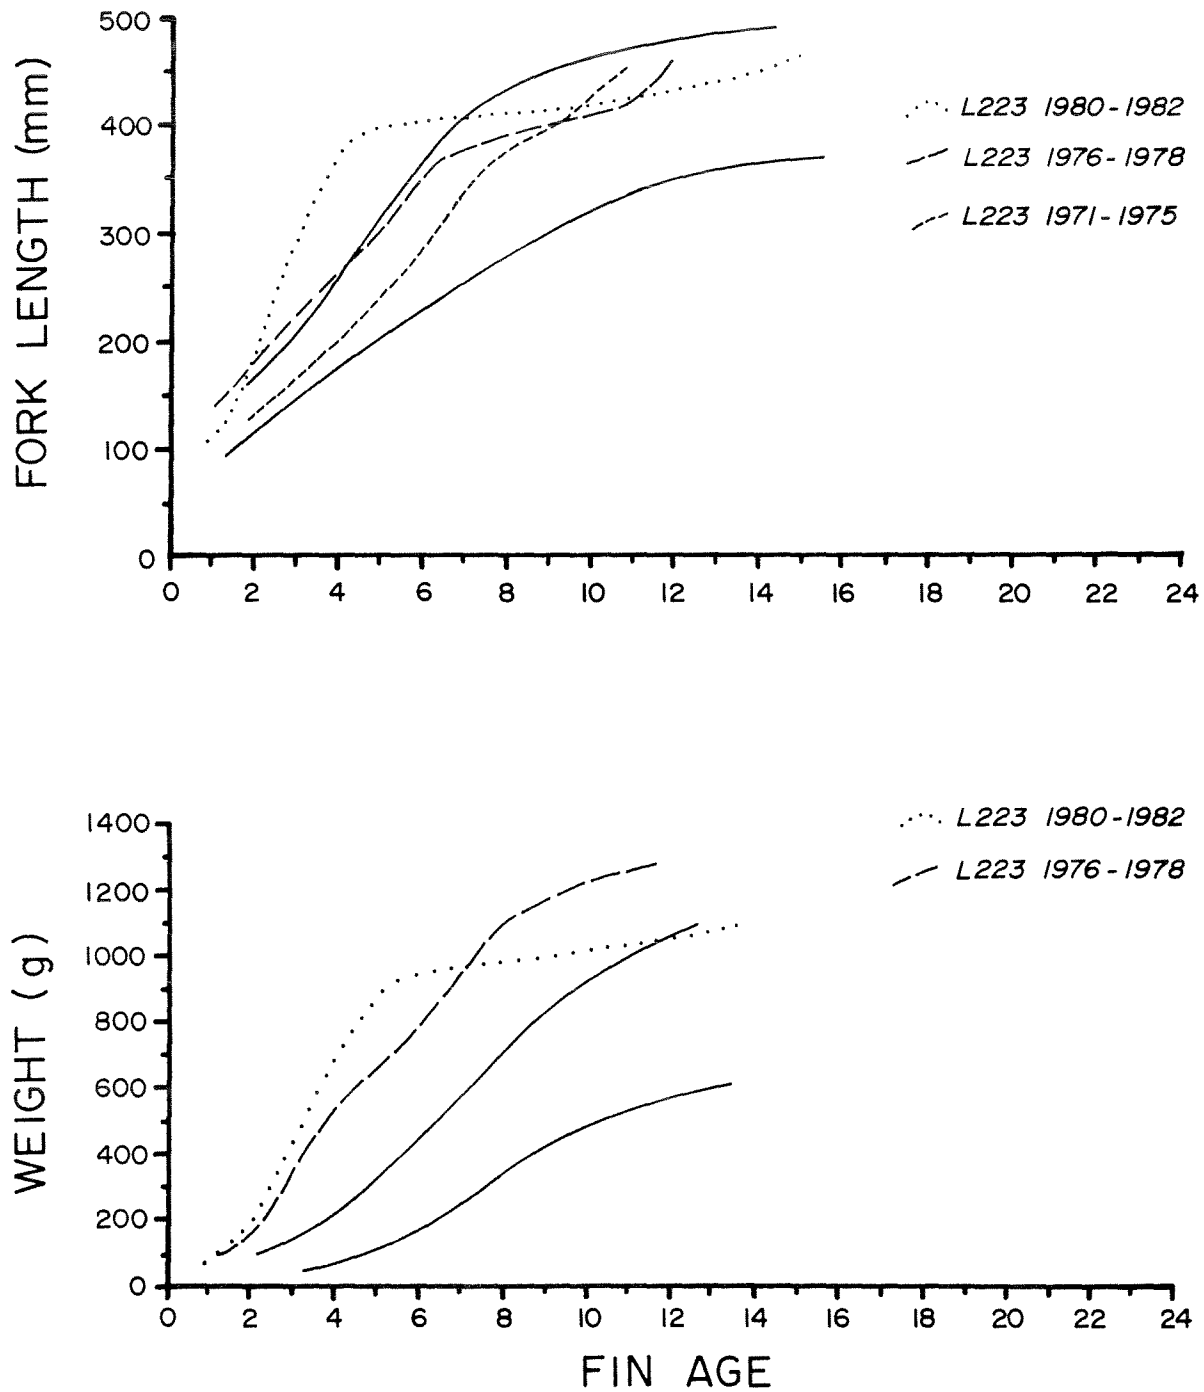 FORK LENGTH (mm)
500
400
300
200
100
0
0 2 4 6 8 10 12 14 16 18 20 22 24
L223 1980-1982
L223 1976-1978
L223 1971-1975
WEIGHT (g)
1400
1200
1000
800
600
400
200
0
0 2 4 6 8 10 12 14 16 18 20 22 24
L223 1980-1982
L223 1976-1978
FIN AGE